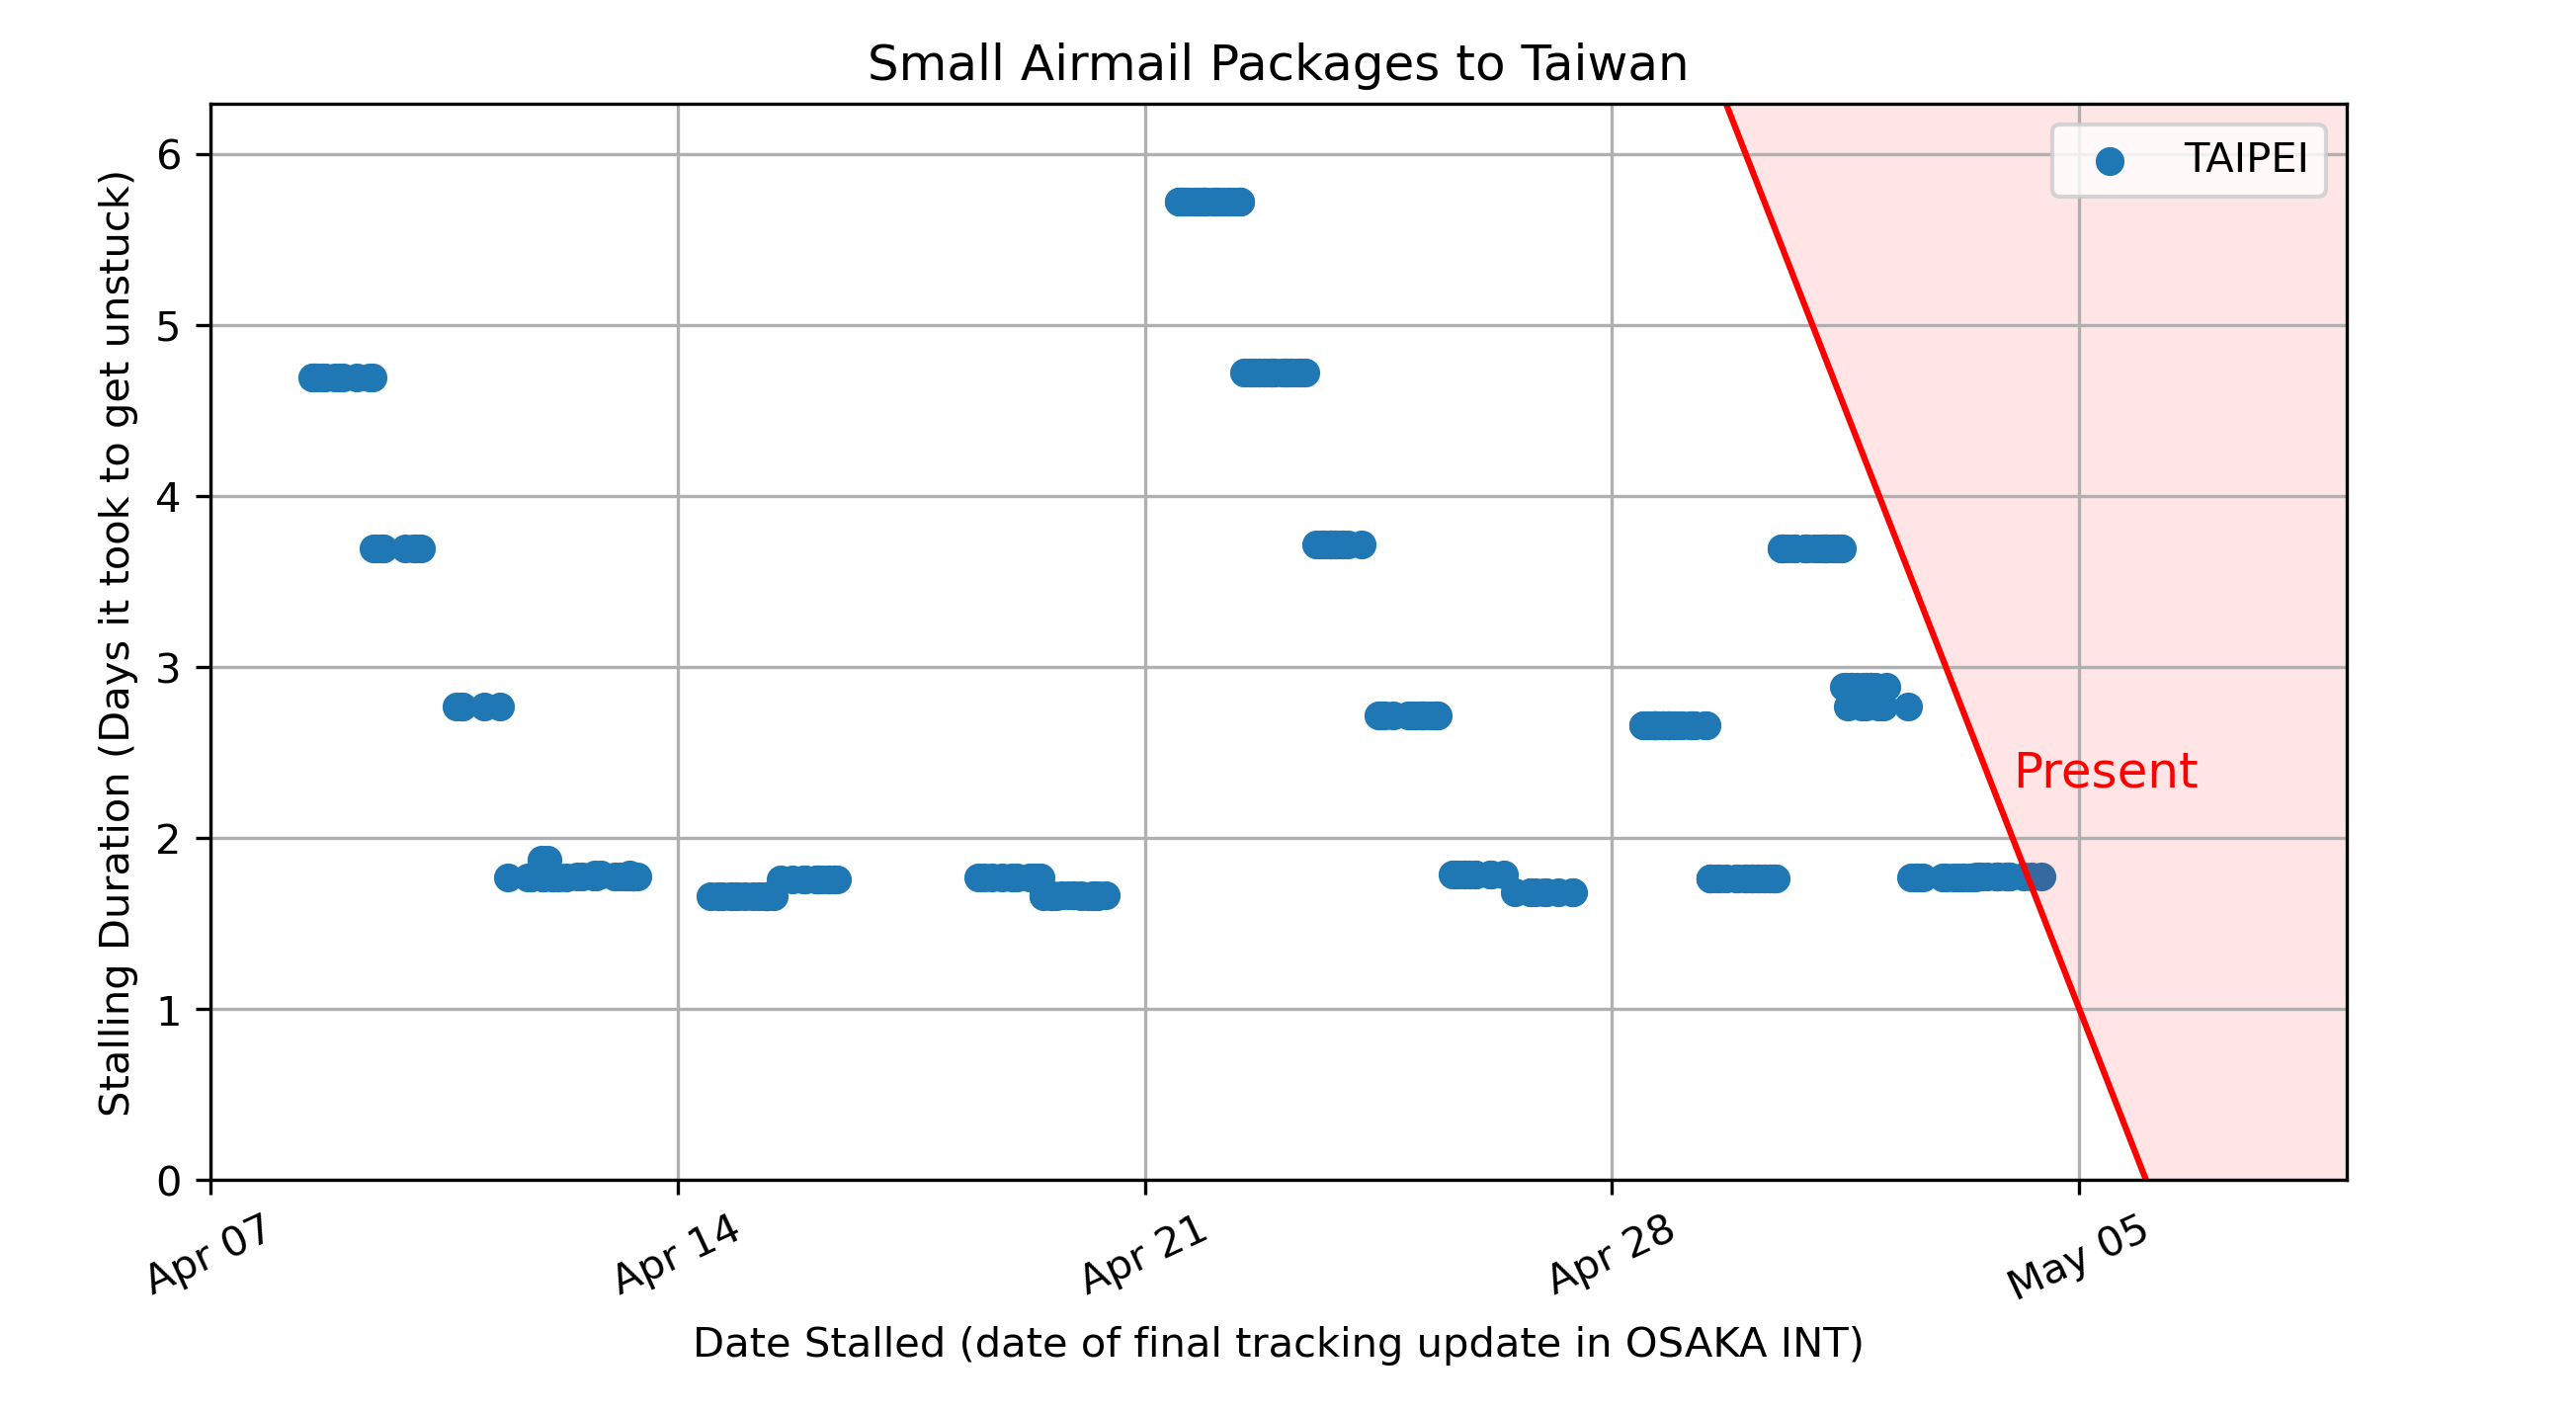 Small Airmail Packages to Taiwan
Stalling Duration (Days it took to get unstuck)
6
5
4
3
2
1
0
TAIPEI
Present
Apr 07
Apr 14
Apr 21
Apr 28
May 05
Date Stalled (date of final tracking update in OSAKA INT)